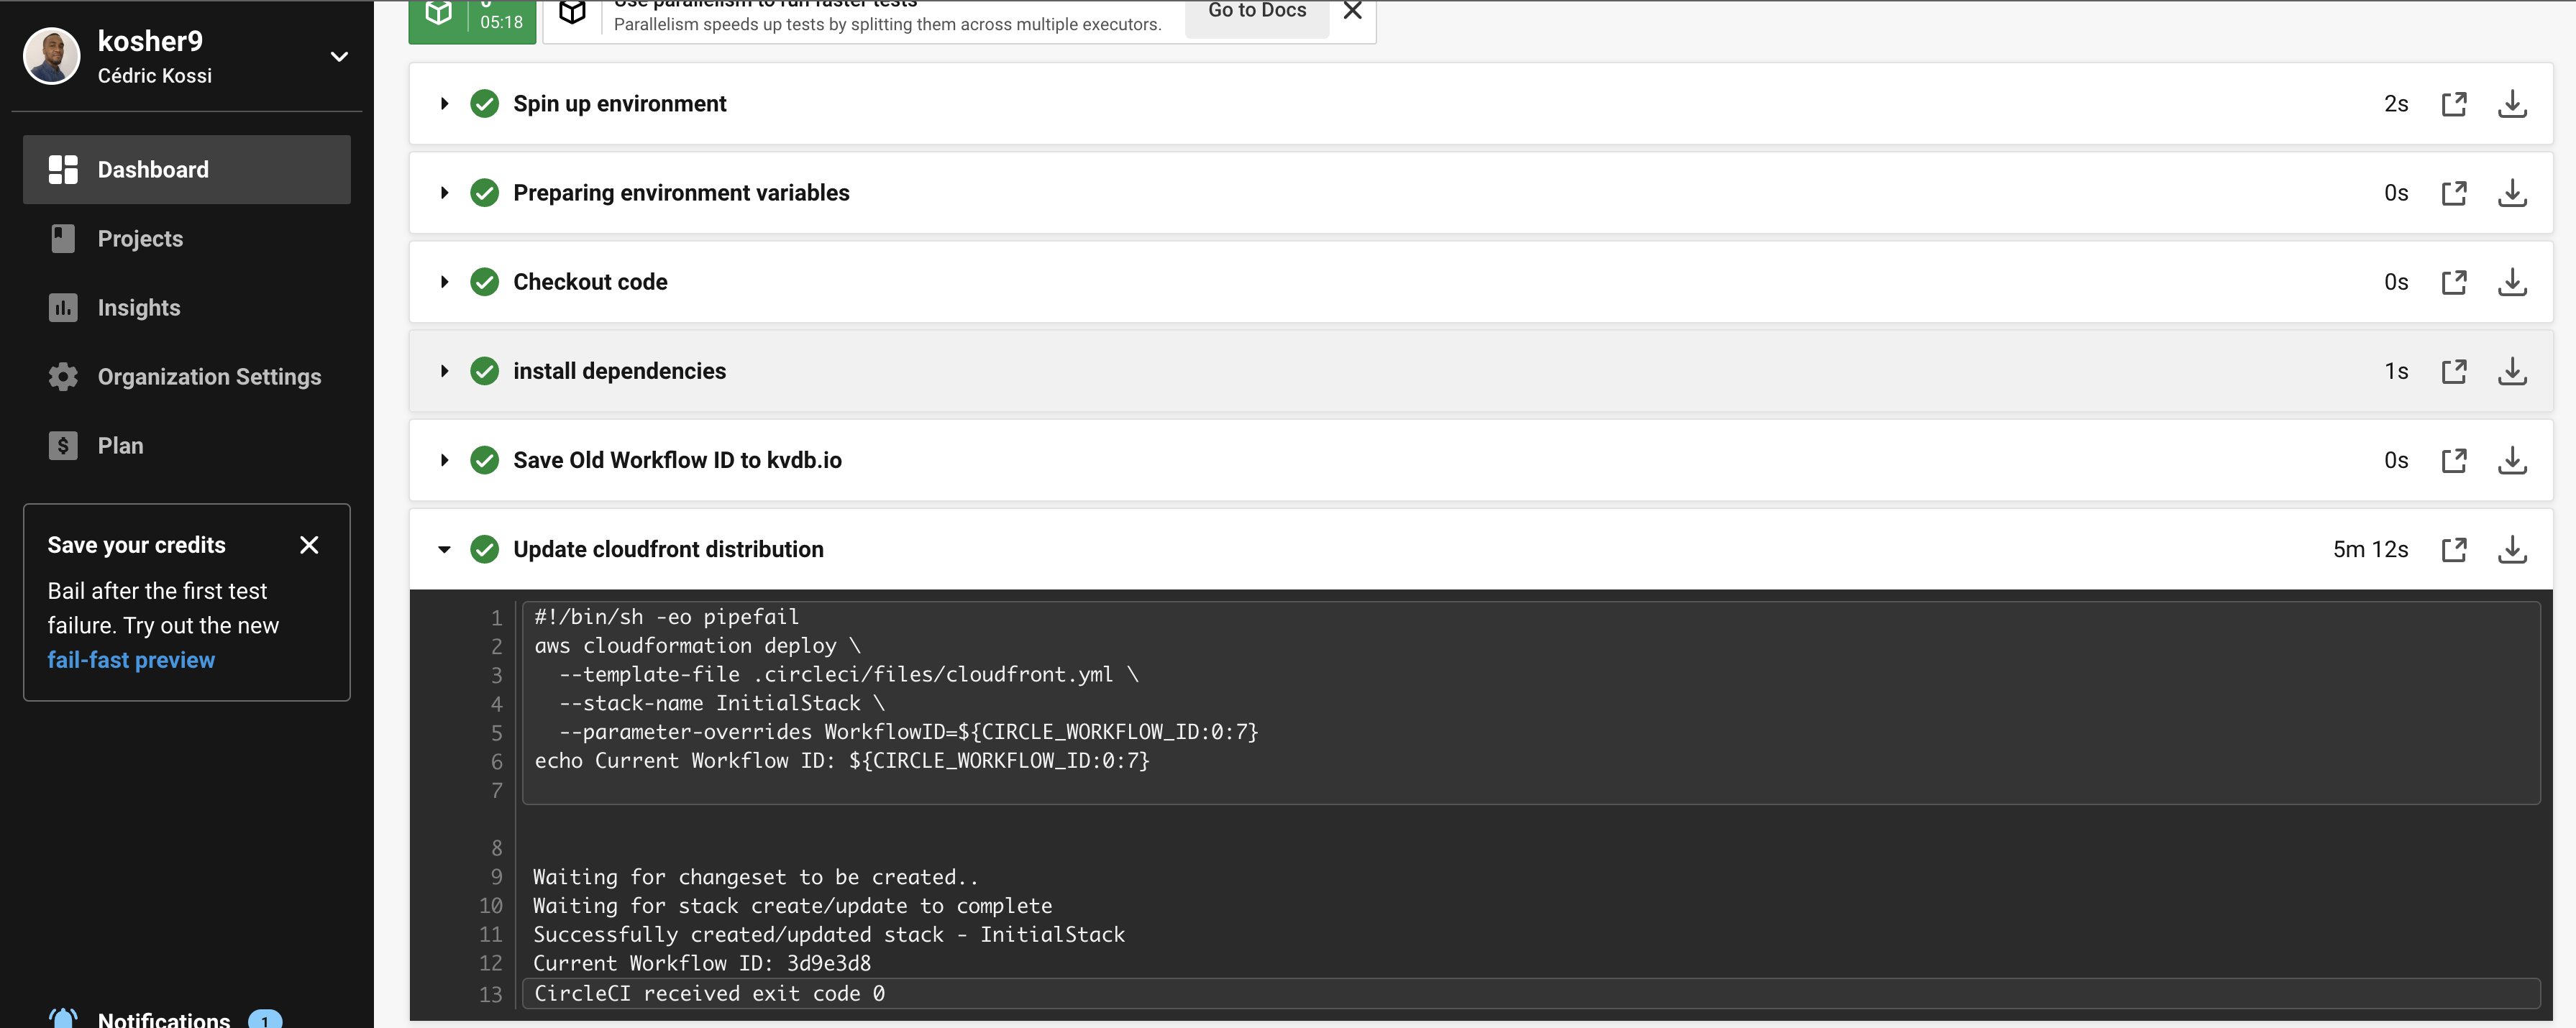 kosher9
Cédric Kossi
Dashboard
Projects
Insights
Organization Settings
Plan
Save your credits
Bail after the first test
failure. Try out the new
fail-fast preview
Notifications 1
0
05:18
Use parallelism to run faster tests
Parallelism speeds up tests by splitting them across multiple executors.
Go to Docs
Spin up environment 2s
Preparing environment variables 0s
Checkout code 0s
install dependencies 1s
Save Old Workflow ID to kvdb.io 0s
Update cloudfront distribution 5m 12s
1 #!/bin/sh -eo pipefail
2 aws cloudformation deploy \
3   --template-file .circleci/files/cloudfront.yml \
4   --stack-name InitialStack \
5   --parameter-overrides WorkflowID=${CIRCLE_WORKFLOW_ID:0:7}
6 echo Current Workflow ID: ${CIRCLE_WORKFLOW_ID:0:7}
7
8
9 Waiting for changeset to be created..
10 Waiting for stack create/update to complete
11 Successfully created/updated stack - InitialStack
12 Current Workflow ID: 3d9e3d8
13 CircleCI received exit code 0